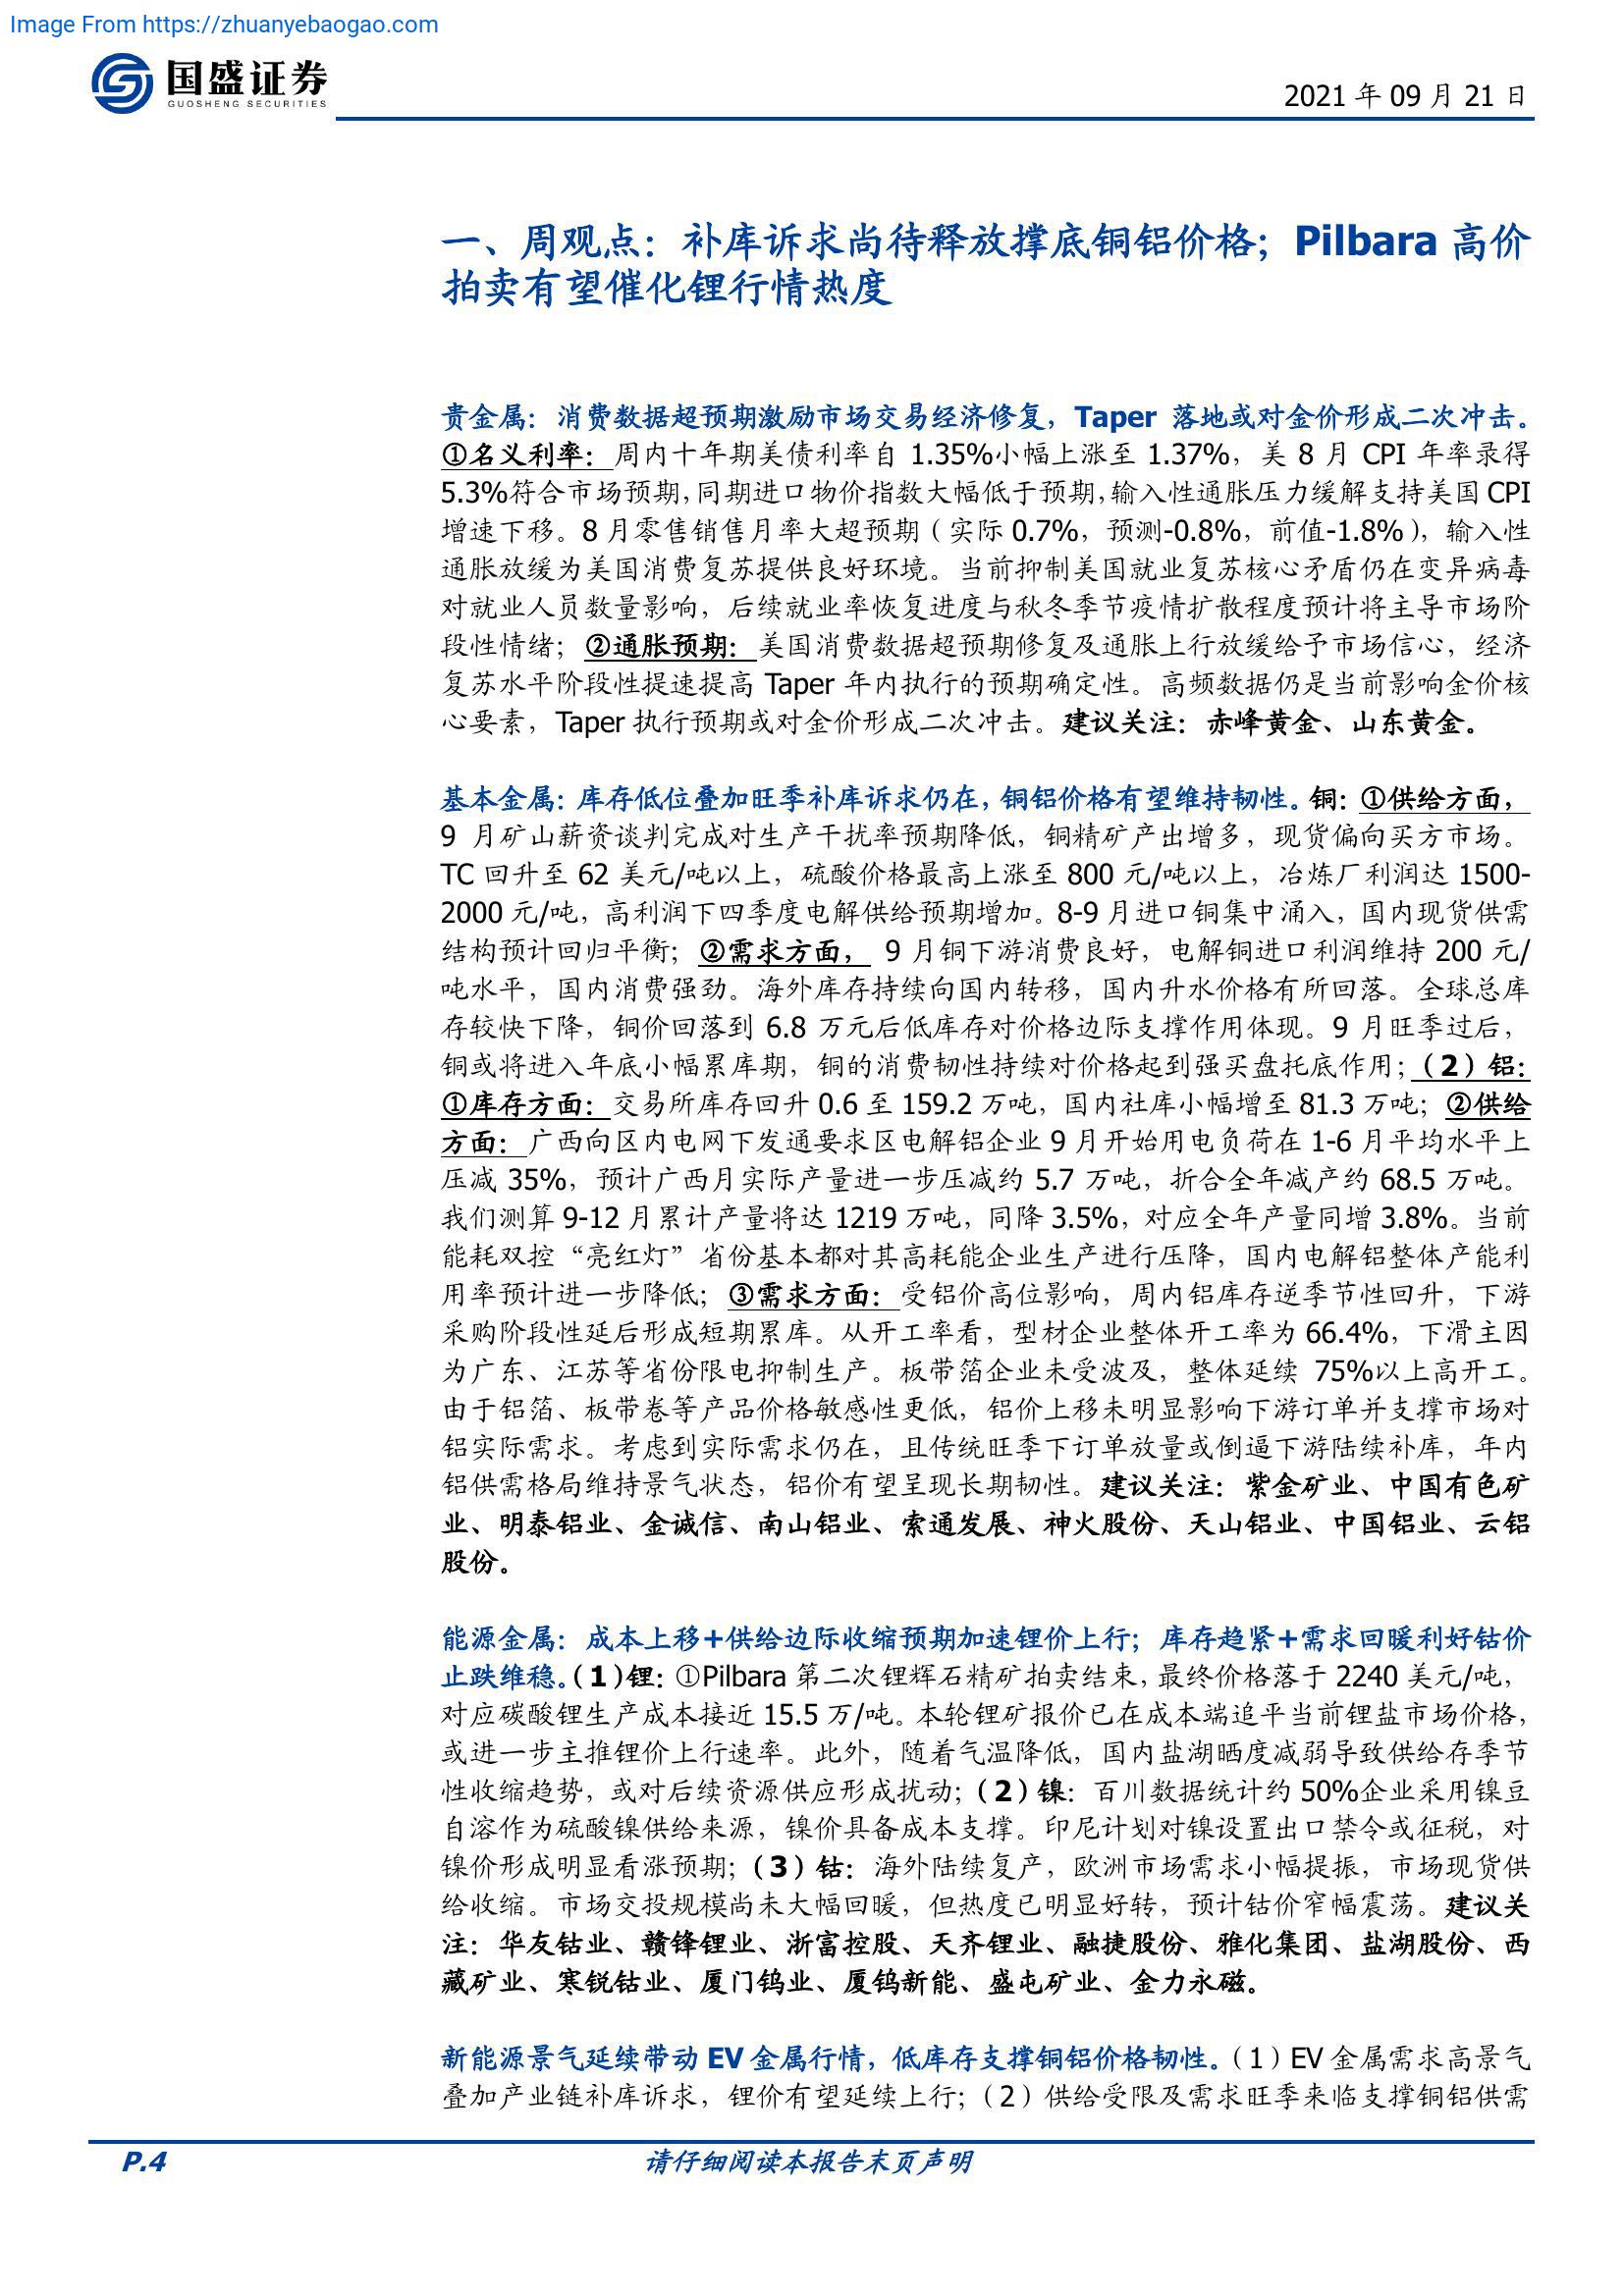 Image From https://zhuanyebaogao.com
国盛证券
GUOSHENG SECURITIES
2021 年 09 月 21 日
一、周观点：补库诉求尚待释放撑底铜铝价格；Pilbara 高价
拍卖有望催化锂行情热度
贵金属：消费数据超预期激励市场交易经济修复，Taper 落地或对金价形成二次冲击。
①名义利率：周内十年期美债利率自 1.35%小幅上涨至 1.37%，美 8 月 CPI 年率录得
5.3%符合市场预期，同期进口物价指数大幅低于预期，输入性通胀压力缓解支持美国 CPI
增速下移。8 月零售销售月率大超预期（实际 0.7%，预测-0.8%，前值-1.8%），输入性
通胀放缓为美国消费复苏提供良好环境。当前抑制美国就业复苏核心矛盾仍在变异病毒
对就业人员数量影响，后续就业率恢复进度与秋冬季节疫情扩散程度预计将主导市场阶
段性情绪；②通胀预期：美国消费数据超预期修复及通胀上行放缓给予市场信心，经济
复苏水平阶段性提速提高 Taper 年内执行的预期确定性。高频数据仍是当前影响金价核
心要素，Taper 执行预期或对金价形成二次冲击。建议关注：赤峰黄金、山东黄金。
基本金属：库存低位叠加旺季补库诉求仍在，铜铝价格有望维持韧性。铜：①供给方面，
9 月矿山薪资谈判完成对生产干扰率预期降低，铜精矿产出增多，现货偏向买方市场。
TC 回升至 62 美元/吨以上，硫酸价格最高上涨至 800 元/吨以上，冶炼厂利润达 1500-
2000 元/吨，高利润下四季度电解供给预期增加。8-9 月进口铜集中涌入，国内现货供需
结构预计回归平衡；②需求方面， 9 月铜下游消费良好，电解铜进口利润维持 200 元/
吨水平，国内消费强劲。海外库存持续向国内转移，国内升水价格有所回落。全球总库
存较快下降，铜价回落到 6.8 万元后低库存对价格边际支撑作用体现。9 月旺季过后，
铜或将进入年底小幅累库期，铜的消费韧性持续对价格起到强买盘托底作用；（2）铝：
①库存方面：交易所库存回升 0.6 至 159.2 万吨，国内社库小幅增至 81.3 万吨；②供给
方面：广西向区内电网下发通要求区电解铝企业 9 月开始用电负荷在 1-6 月平均水平上
压减 35%，预计广西月实际产量进一步压减约 5.7 万吨，折合全年减产约 68.5 万吨。
我们测算 9-12 月累计产量将达 1219 万吨，同降 3.5%，对应全年产量同增 3.8%。当前
能耗双控“亮红灯”省份基本都对其高耗能企业生产进行压降，国内电解铝整体产能利
用率预计进一步降低；③需求方面：受铝价高位影响，周内铝库存逆季节性回升，下游
采购阶段性延后形成短期累库。从开工率看，型材企业整体开工率为 66.4%，下滑主因
为广东、江苏等省份限电抑制生产。板带箔企业未受波及，整体延续 75%以上高开工。
由于铝箔、板带卷等产品价格敏感性更低，铝价上移未明显影响下游订单并支撑市场对
铝实际需求。考虑到实际需求仍在，且传统旺季下订单放量或倒逼下游陆续补库，年内
铝供需格局维持景气状态，铝价有望呈现长期韧性。建议关注：紫金矿业、中国有色矿
业、明泰铝业、金诚信、南山铝业、索通发展、神火股份、天山铝业、中国铝业、云铝
股份。
能源金属：成本上移+供给边际收缩预期加速锂价上行；库存趋紧+需求回暖利好钴价
止跌维稳。（1）锂：①Pilbara 第二次锂辉石精矿拍卖结束，最终价格落于 2240 美元/吨，
对应碳酸锂生产成本接近 15.5 万/吨。本轮锂矿报价已在成本端追平当前锂盐市场价格，
或进一步主推锂价上行速率。此外，随着气温降低，国内盐湖晒度减弱导致供给存季节
性收缩趋势，或对后续资源供应形成扰动；（2）镍：百川数据统计约 50%企业采用镍豆
自溶作为硫酸镍供给来源，镍价具备成本支撑。印尼计划对镍设置出口禁令或征税，对
镍价形成明显看涨预期；（3）钴：海外陆续复产，欧洲市场需求小幅提振，市场现货供
给收缩。市场交投规模尚未大幅回暖，但热度已明显好转，预计钴价窄幅震荡。建议关
注：华友钴业、赣锋锂业、浙富控股、天齐锂业、融捷股份、雅化集团、盐湖股份、西
藏矿业、寒锐钴业、厦门钨业、厦钨新能、盛屯矿业、金力永磁。
新能源景气延续带动 EV 金属行情，低库存支撑铜铝价格韧性。（1）EV 金属需求高景气
叠加产业链补库诉求，锂价有望延续上行；（2）供给受限及需求旺季来临支撑铜铝供需
P.4
请仔细阅读本报告末页声明